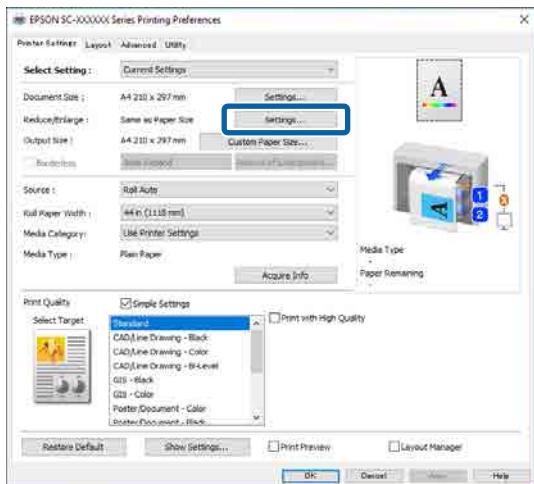 EPSON SC-XXXXXX Series Printing Preferences
Printer Settings Layout Advanced Utility
Select Setting : Current Settings
Document Size : A4 210 x 297 mm Settings...
Reduce/Enlarge : Same as Paper Size Settings...
Output Size : A4 210 x 297 mm Custom Paper Size...
Borderless
Source : Roll Auto
Roll Paper Width : 44 in (1118 mm)
Media Category : Use Printer Settings
Media Type : Plain Paper
Acquire Info
A
A
1
2
Media Type
-
Paper Remaining
-
Print Quality Simple Settings
Select Target
Standard
CAD/Line Drawing - Black
CAD/Line Drawing - Color
CAD/Line Drawing - Bi-Level
GIS - Black
GIS - Color
Poster/Document - Color
Poster/Document - Black
Print with High Quality
Restore Default Show Settings... Print Preview Layout Manager
OK Cancel Help